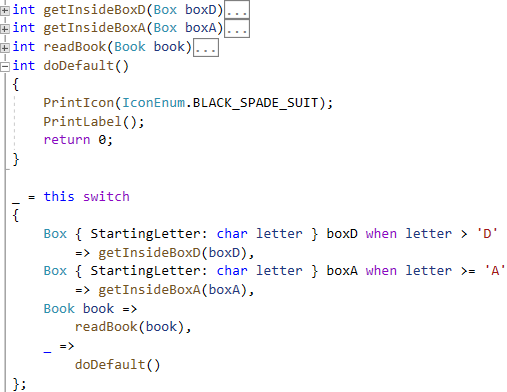 int getInsideBoxD(Box boxD)...
int getInsideBoxA(Box boxA)...
int readBook(Book book)...
int doDefault()
{
    PrintIcon(IconEnum.BLACK_SPADE_SUIT);
    PrintLabel();
    return 0;
}
_ = this switch
{
    Box { StartingLetter: char letter } boxD when letter > 'D'
        => getInsideBoxD(boxD),
    Box { StartingLetter: char letter } boxA when letter >= 'A'
        => getInsideBoxA(boxA),
    Book book =>
        readBook(book),
    _ =>
        doDefault()
};